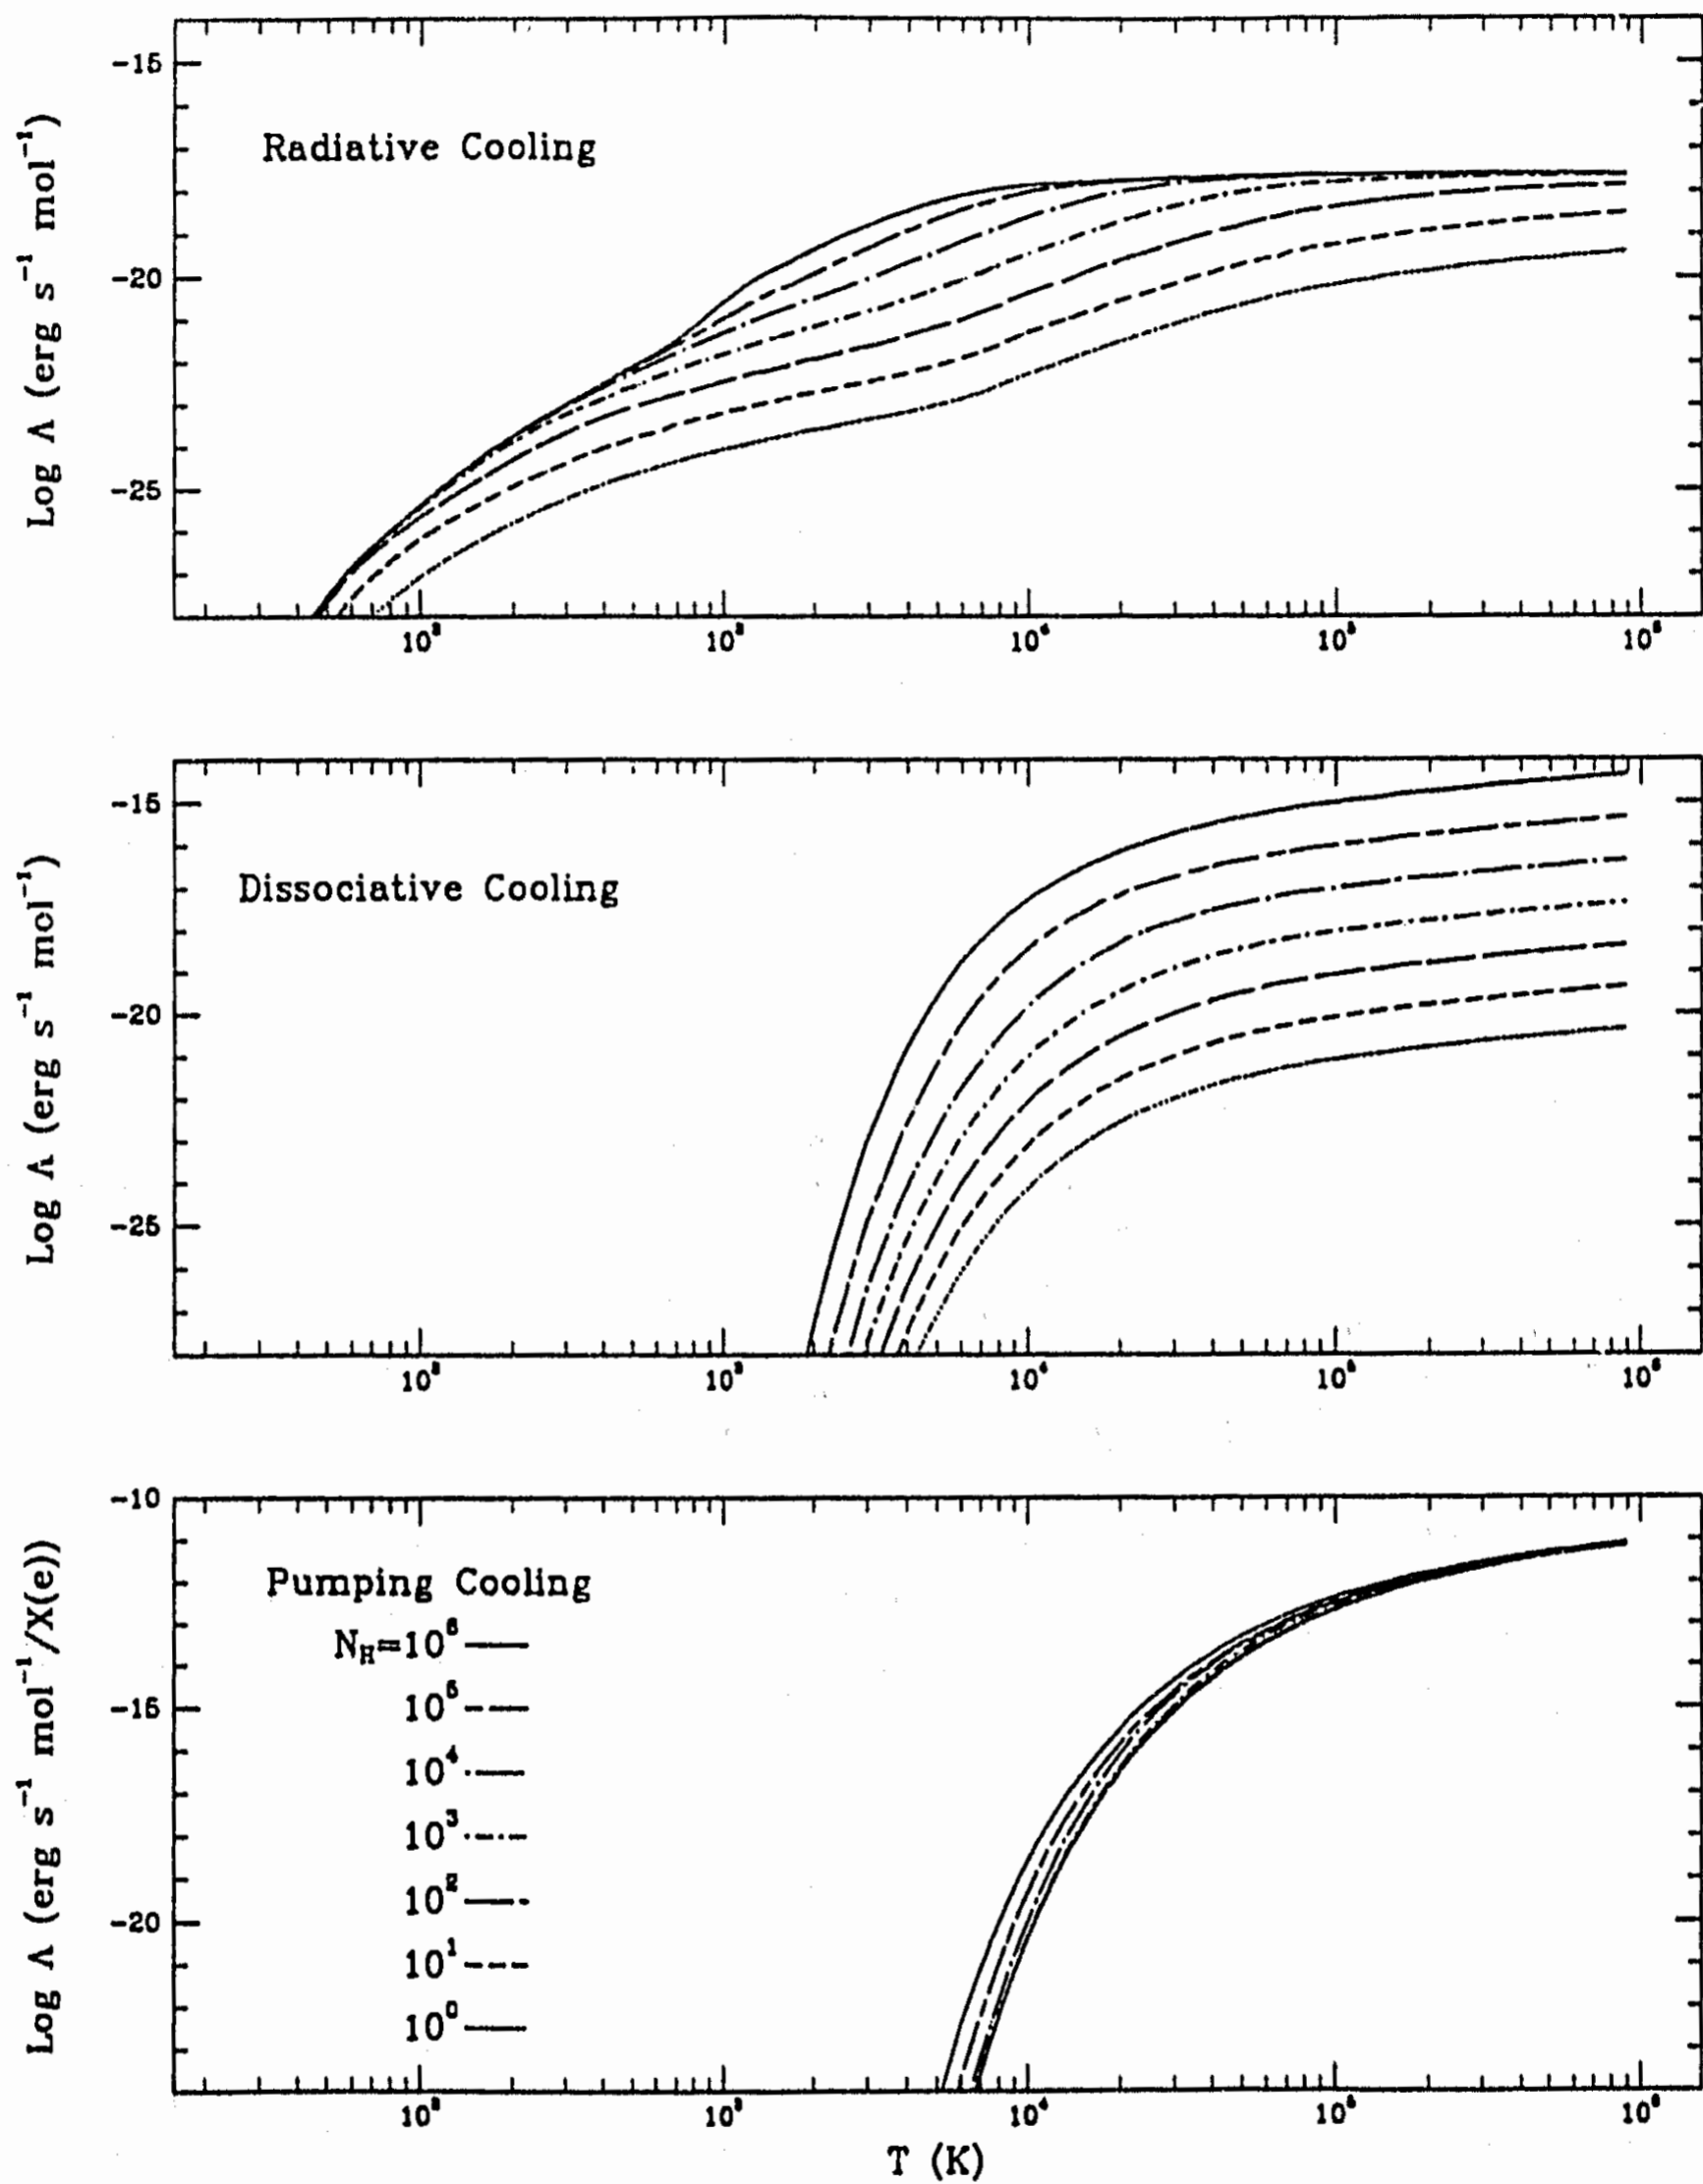 -15
Radiative Cooling
-20
-25
Log Λ (erg s⁻¹ mol⁻¹)
10² 10³ 10⁴ 10⁵ 10⁶
-15
Dissociative Cooling
-20
-25
Log Λ (erg s⁻¹ mol⁻¹)
10² 10³ 10⁴ 10⁵ 10⁶
-10
Pumping Cooling
N_H=10⁶
10⁵
-15
10⁴
10³
10²
-20
10¹
10⁰
Log Λ (erg s⁻¹ mol⁻¹/X(e))
10² 10³ 10⁴ 10⁵ 10⁶
T (K)